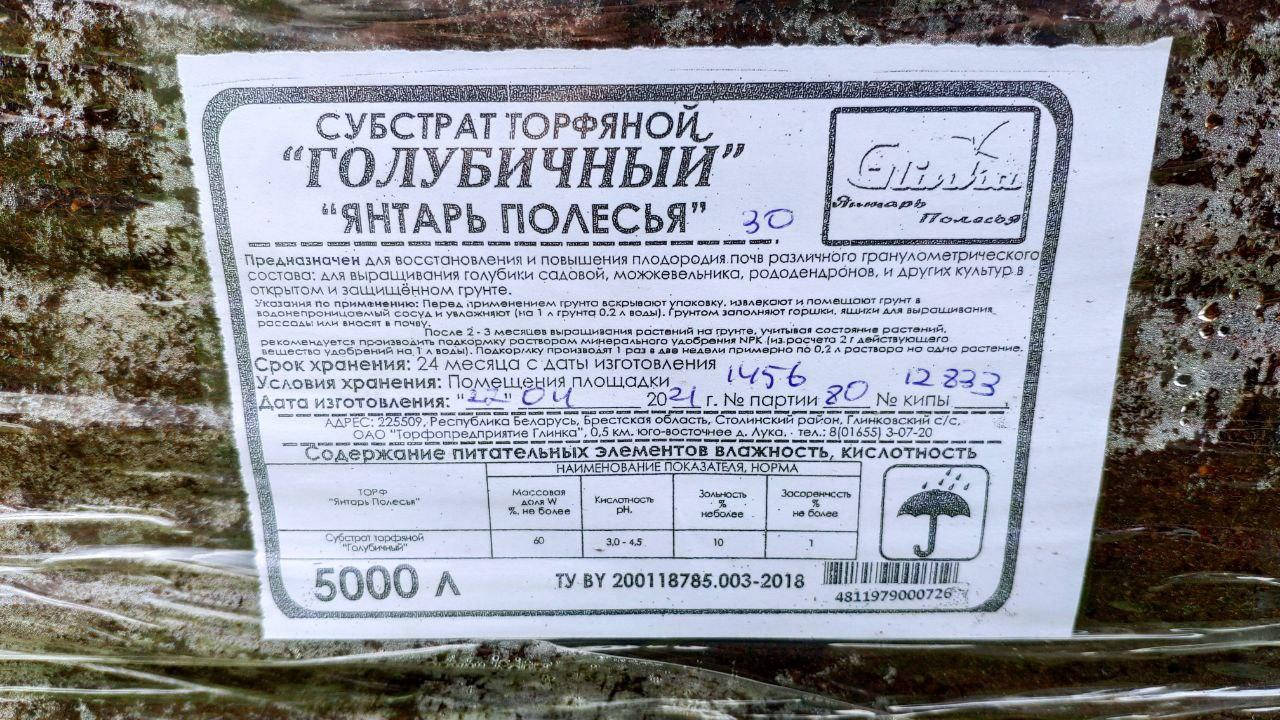 СУБСТРАТ ТОРФЯНОЙ
“ГОЛУБИЧНЫЙ”
“ЯНТАРЬ ПОЛЕСЬЯ” 30
Глинка
Янтарь
Полесья
Предназначен для восстановления и повышения плодородия почв различного гранулометрического
состава: для выращивания голубики садовой, можжевельника, рододендронов, и других культур в
открытом и защищённом грунте.
Указания по применению: Перед применением грунта вскрывают упаковку, извлекают и помещают грунт в
водонепроницаемый сосуд и увлажняют (на 1 л грунта 0.2 л воды). Грунтом заполняют горшки, ящики для выращивания
рассады или вносят в почву.
После 2 - 3 месяцев выращивания растений на грунте, учитывая состояние растений,
рекомендуется производить подкормку раствором минерального удобрения NPK (из расчета 2 г действующего
вещества удобрений на 1 л воды). Подкормку производят 1 раз в две недели примерно по 0,2 л раствора на одно растение.
Срок хранения: 24 месяца с даты изготовления
Условия хранения: Помещения площадки 1456 12833
Дата изготовления: “22” 04 2021 г. № партии 80 № кипы
АДРЕС: 225509, Республика Беларусь, Брестская область, Столинский район, Глинковский с/с,
ОАО "Торфопредприятие Глинка", 0,5 км. юго-восточнее д. Лука, тел.: 8(01655) 3-07-20
Содержание питательных элементов влажность, кислотность
НАИМЕНОВАНИЕ ПОКАЗАТЕЛЯ, НОРМА
ТОРФ
"Янтарь Полесья"
Массовая
доля W
%, не более
Кислотность
pH,
Зольность
%
неболее
Засоренность
%
не более
Субстрат торфяной
"Голубичный"
60
3,0 - 4,5
10
1
5000 Л
ТУ BY 200118785.003-2018
4811979000726